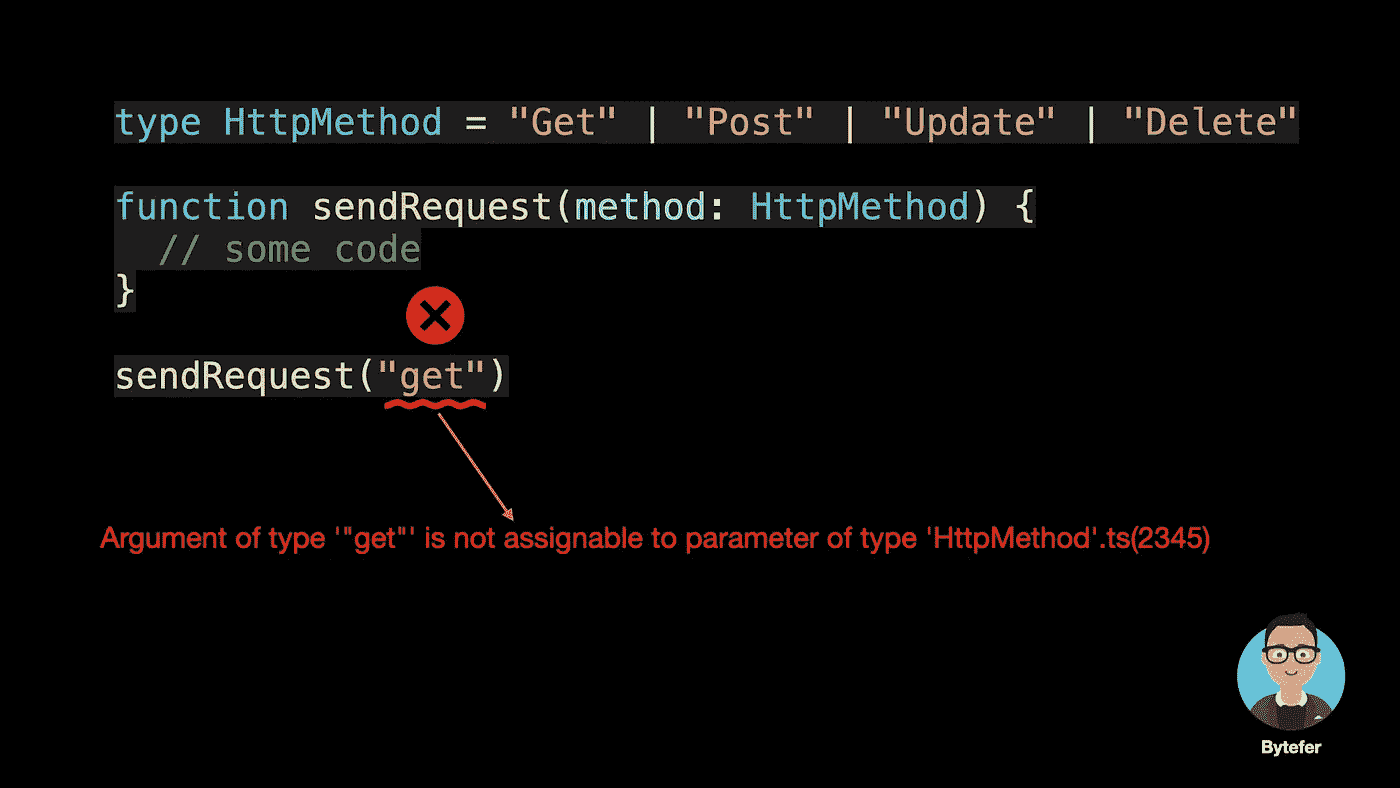 type HttpMethod = "Get" | "Post" | "Update" | "Delete"
function sendRequest(method: HttpMethod) {
  // some code
}
sendRequest("get")
Argument of type '"get"' is not assignable to parameter of type 'HttpMethod'.ts(2345)
Bytefer